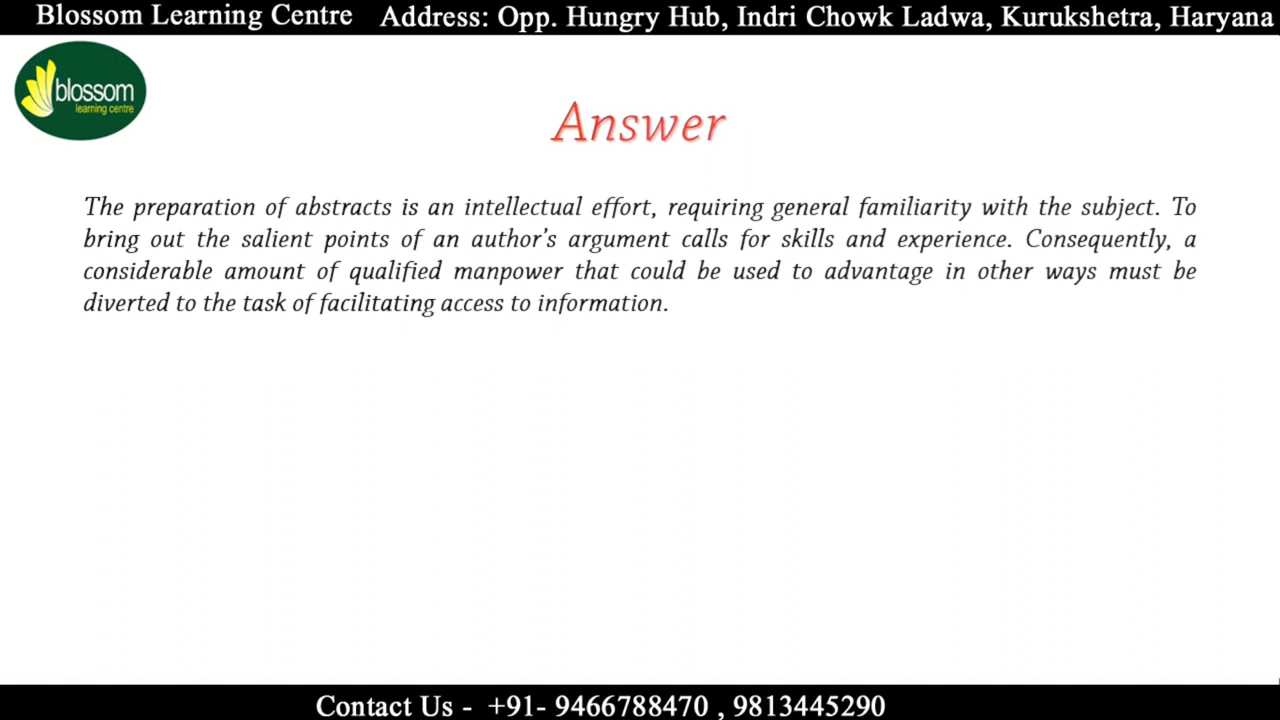 Blossom Learning Centre Address: Opp. Hungry Hub, Indri Chowk Ladwa, Kurukshetra, Haryana
blossom
learning centre
Answer
The preparation of abstracts is an intellectual effort, requiring general familiarity with the subject. To
bring out the salient points of an author's argument calls for skills and experience. Consequently, a
considerable amount of qualified manpower that could be used to advantage in other ways must be
diverted to the task of facilitating access to information.
Contact Us - +91- 9466788470 , 9813445290